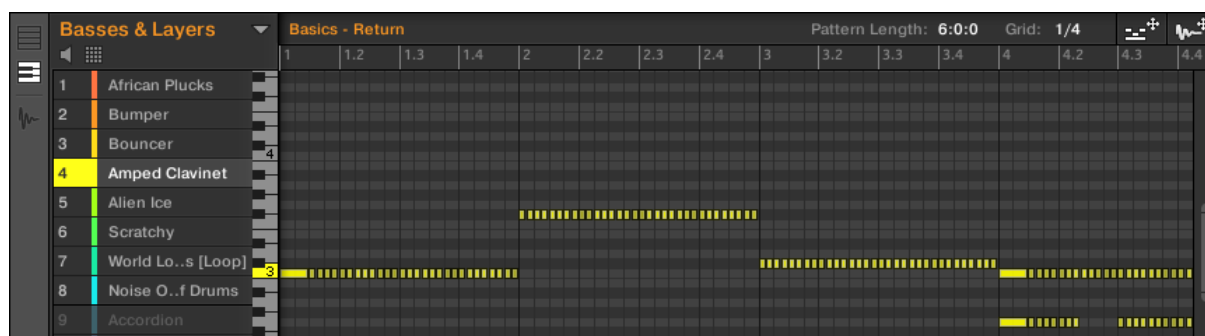 Basses & Layers
Basics - Return
Pattern Length: 6:0:0 Grid: 1/4
1 1.2 1.3 1.4 2 2.2 2.3 2.4 3 3.2 3.3 3.4 4 4.2 4.3 4.4
1 African Plucks
2 Bumper
3 Bouncer
4
4 Amped Clavinet
5 Alien Ice
6 Scratchy
7 World Lo..s [Loop]
3
8 Noise O..f Drums
9 Accordion